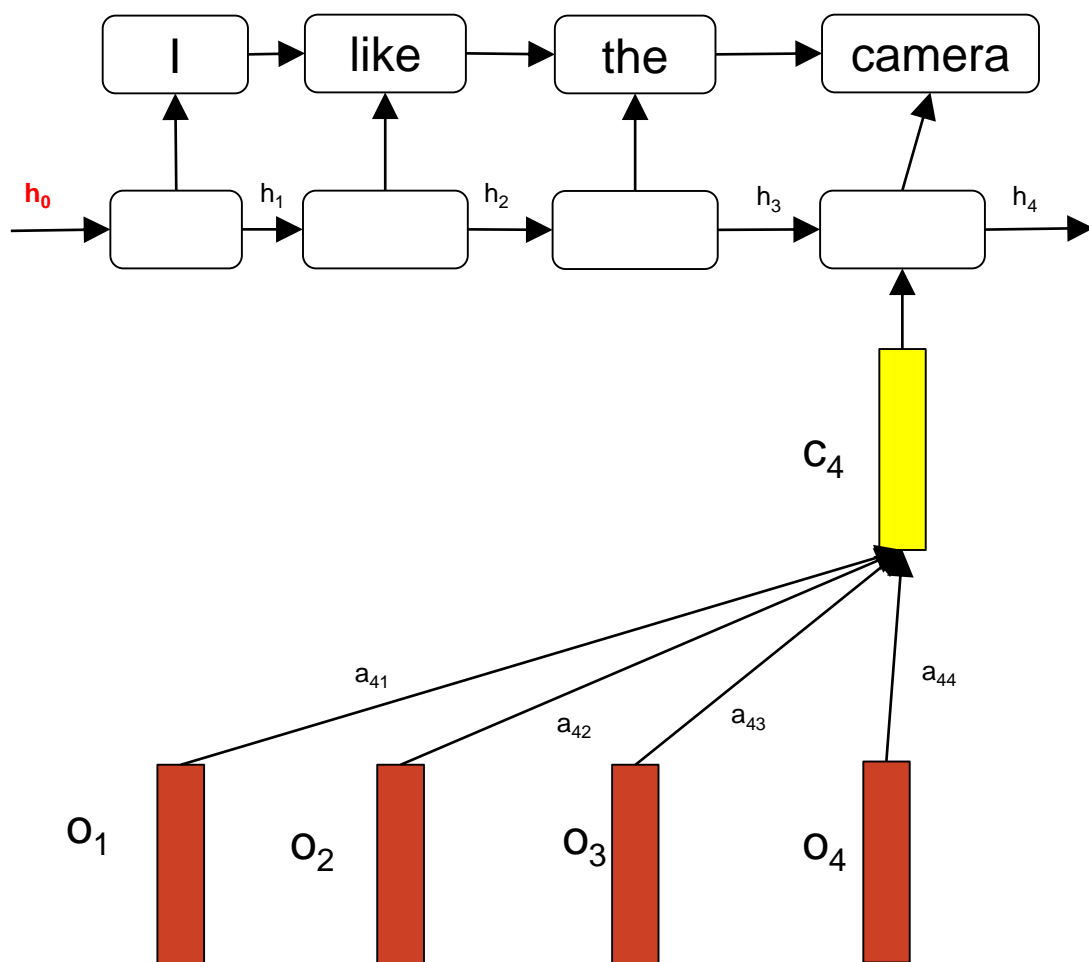 I like the camera
h₀ h₁ h₂ h₃ h₄
c₄
a₄₁ a₄₂ a₄₃ a₄₄
o₁ o₂ o₃ o₄